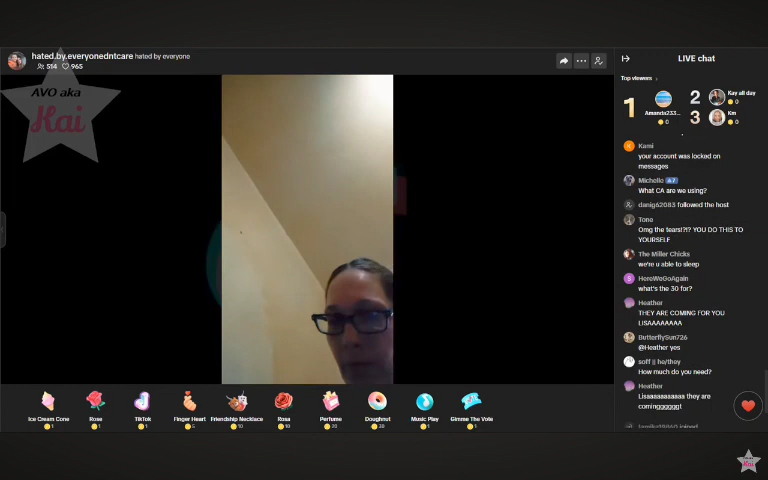 hated.by.everyonedntcare hated by everyone
514 965
AVO aka
Kai
LIVE chat
Top viewers
1 Amanda233... 0
2 Kay all day 0
3 Km 0
Kami
your account was locked on
messages
Michelle 47
What CA are we using?
danig62083 followed the host
Tone
Omg the tears!?!? YOU DO THIS TO
YOURSELF
The Miller Chicks
we're u able to sleep
HereWeGoAgain
what's the 30 for?
Heather
THEY ARE COMING FOR YOU
LISAAAAAAAA
ButterflySun726
@Heather yes
soff || he/they
How much do you need?
Heather
Lisaaaaaaaaaa they are
cominggggggt
joined
Ice Cream Cone Rose TikTok Finger Heart Friendship Necklace Rosa Perfume Doughnut Music Play Gimme The Vote
1 1 1 5 10 10 20 30 1 1
Kai